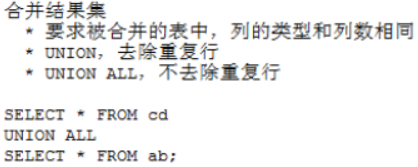 合并结果集
* 要求被合并的表中，列的类型和列数相同
* UNION，去除重复行
* UNION ALL，不去除重复行
SELECT * FROM cd
UNION ALL
SELECT * FROM ab;